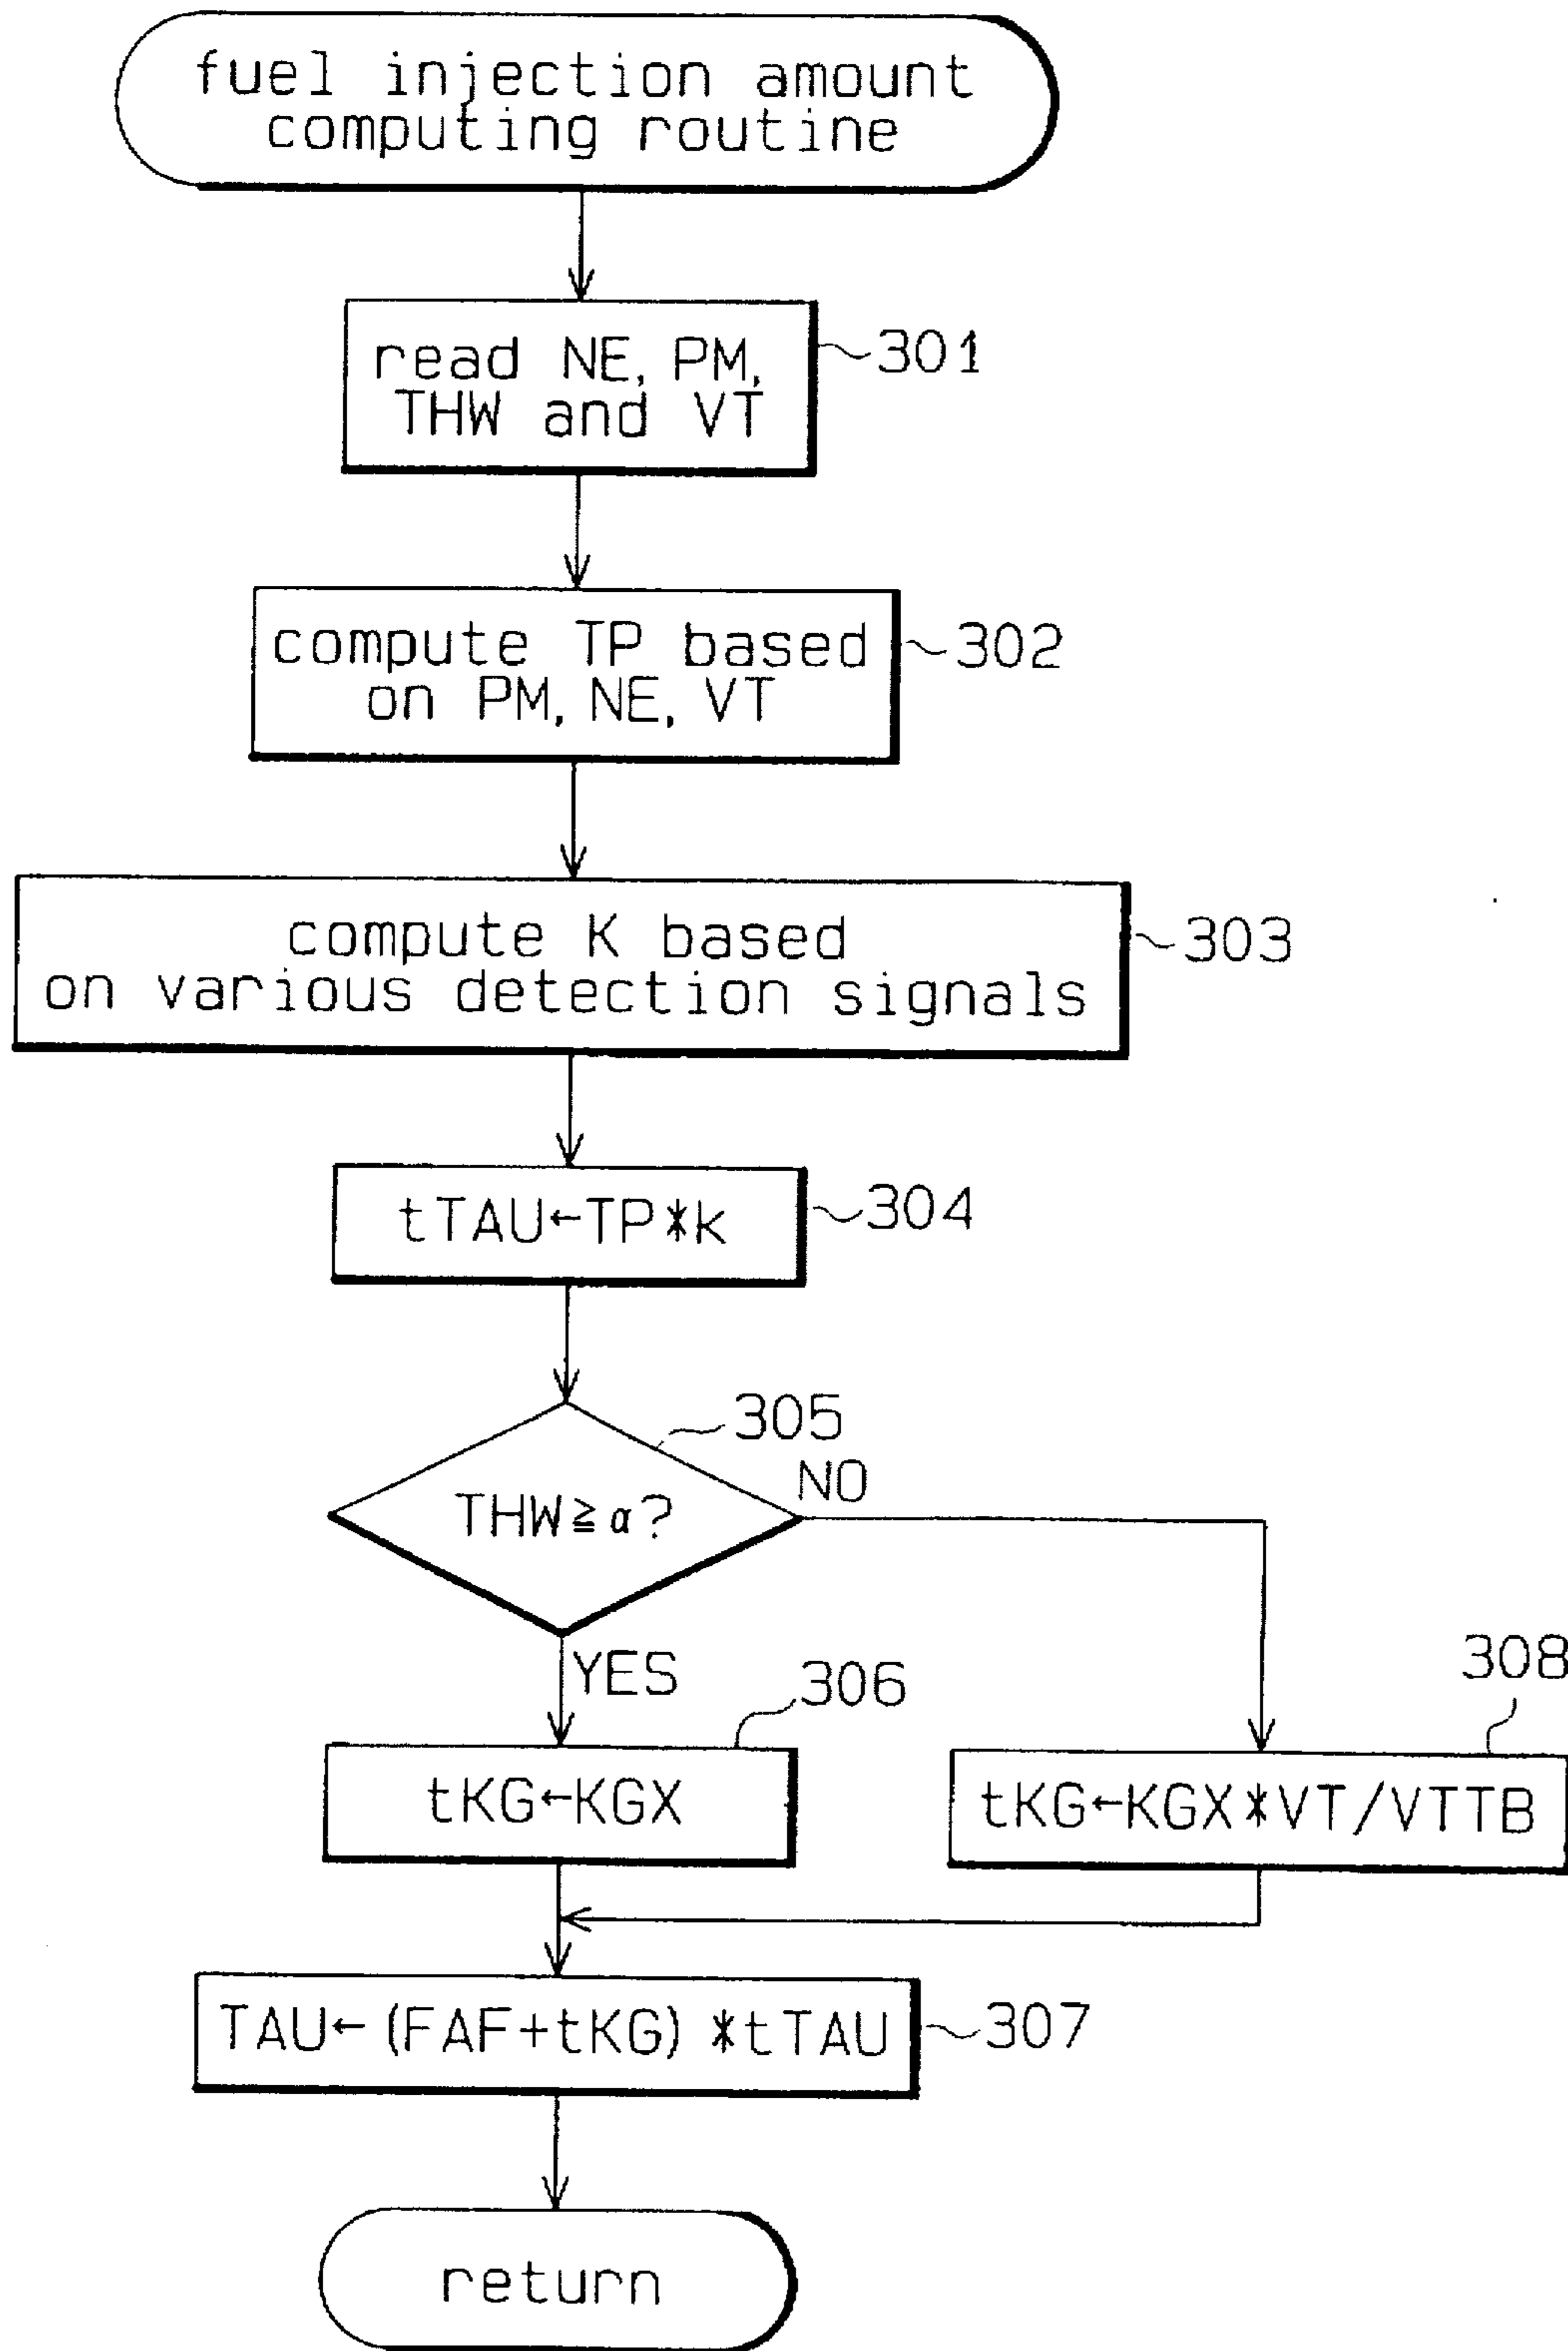 fuel injection amount
computing routine
read NE, PM,
THW and VT
301
compute TP based
on PM, NE, VT
302
compute K based
on various detection signals
303
tTAU←TP*k
304
305
THW≧α?
NO
YES
306
308
tKG←KGX
tKG←KGX*VT/VTTB
TAU←(FAF+tKG)*tTAU
307
return